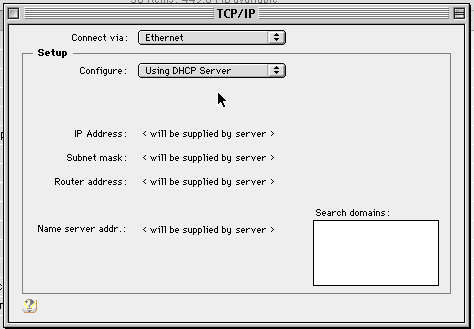 TCP/IP
Connect via: Ethernet
Setup
Configure: Using DHCP Server
IP Address: < will be supplied by server >
Subnet mask: < will be supplied by server >
Router address: < will be supplied by server >
Search domains:
Name server addr.: < will be supplied by server >
?